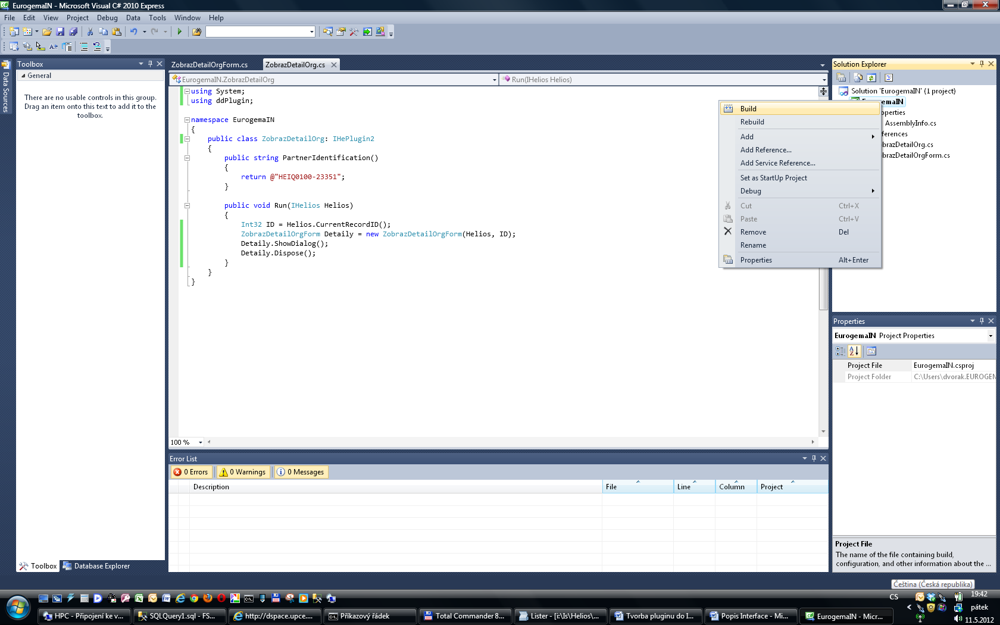 EurogemaIN - Microsoft Visual C# 2010 Express
File Edit View Project Debug Data Tools Window Help
Data Sources
Toolbox
General
There are no usable controls in this group.
Drag an item onto this text to add it to the
toolbox.
Toolbox Database Explorer
ZobrazDetailOrgForm.cs ZobrazDetailOrg.cs
EurogemaIN.ZobrazDetailOrg Run(IHelios Helios)
using System;
using ddPlugin;
namespace EurogemaIN
{
public class ZobrazDetailOrg: IHePlugin2
{
public string PartnerIdentification()
{
return @"HEIQ0100-23351";
}
public void Run(IHelios Helios)
{
Int32 ID = Helios.CurrentRecordID();
ZobrazDetailOrgForm Detaily = new ZobrazDetailOrgForm(Helios, ID);
Detaily.ShowDialog();
Detaily.Dispose();
}
}
}
100 %
Error List
0 Errors 0 Warnings 0 Messages
Description File Line Column Project
Build
Rebuild
Add
Add Reference...
Add Service Reference...
Set as StartUp Project
Debug
Cut Ctrl+X
Paste Ctrl+V
Remove Del
Rename
Properties Alt+Enter
Solution Explorer
Solution 'EurogemaIN' (1 project)
gemaIN
operties
AssemblyInfo.cs
ferences
brazDetailOrg.cs
brazDetailOrgForm.cs
Properties
EurogemaIN Project Properties
Project File EurogemaIN.csproj
Project Folder C:\Users\dvorak.EUROGEM
Project File
The name of the file containing build,
configuration, and other information about the ...
Čeština (Česká republika)
CS
HPC - Připojení ke v... SQLQuery1.sql - FS... http://dspace.upce.... Příkazový řádek Total Commander 8... Lister - [i:\Is\Helios\... Tvorba pluginu do I... Popis Interface - Mi... EurogemaIN - Micr...
19:42
pátek
11.5.2012